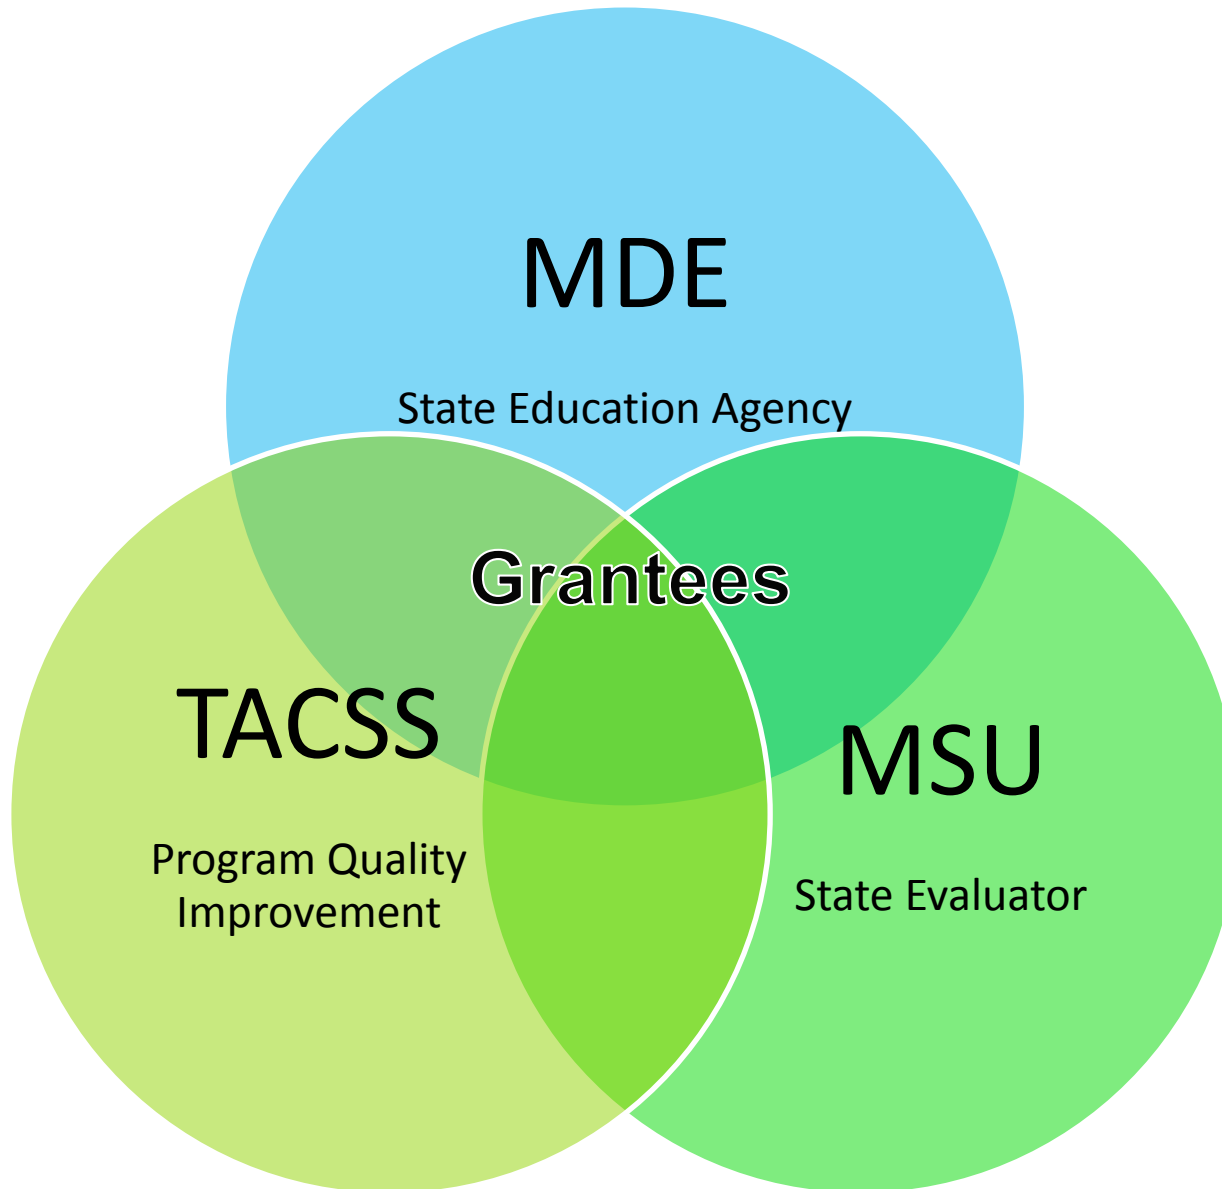 MDE
State Education Agency
Grantees
TACSS
Program Quality
Improvement
MSU
State Evaluator